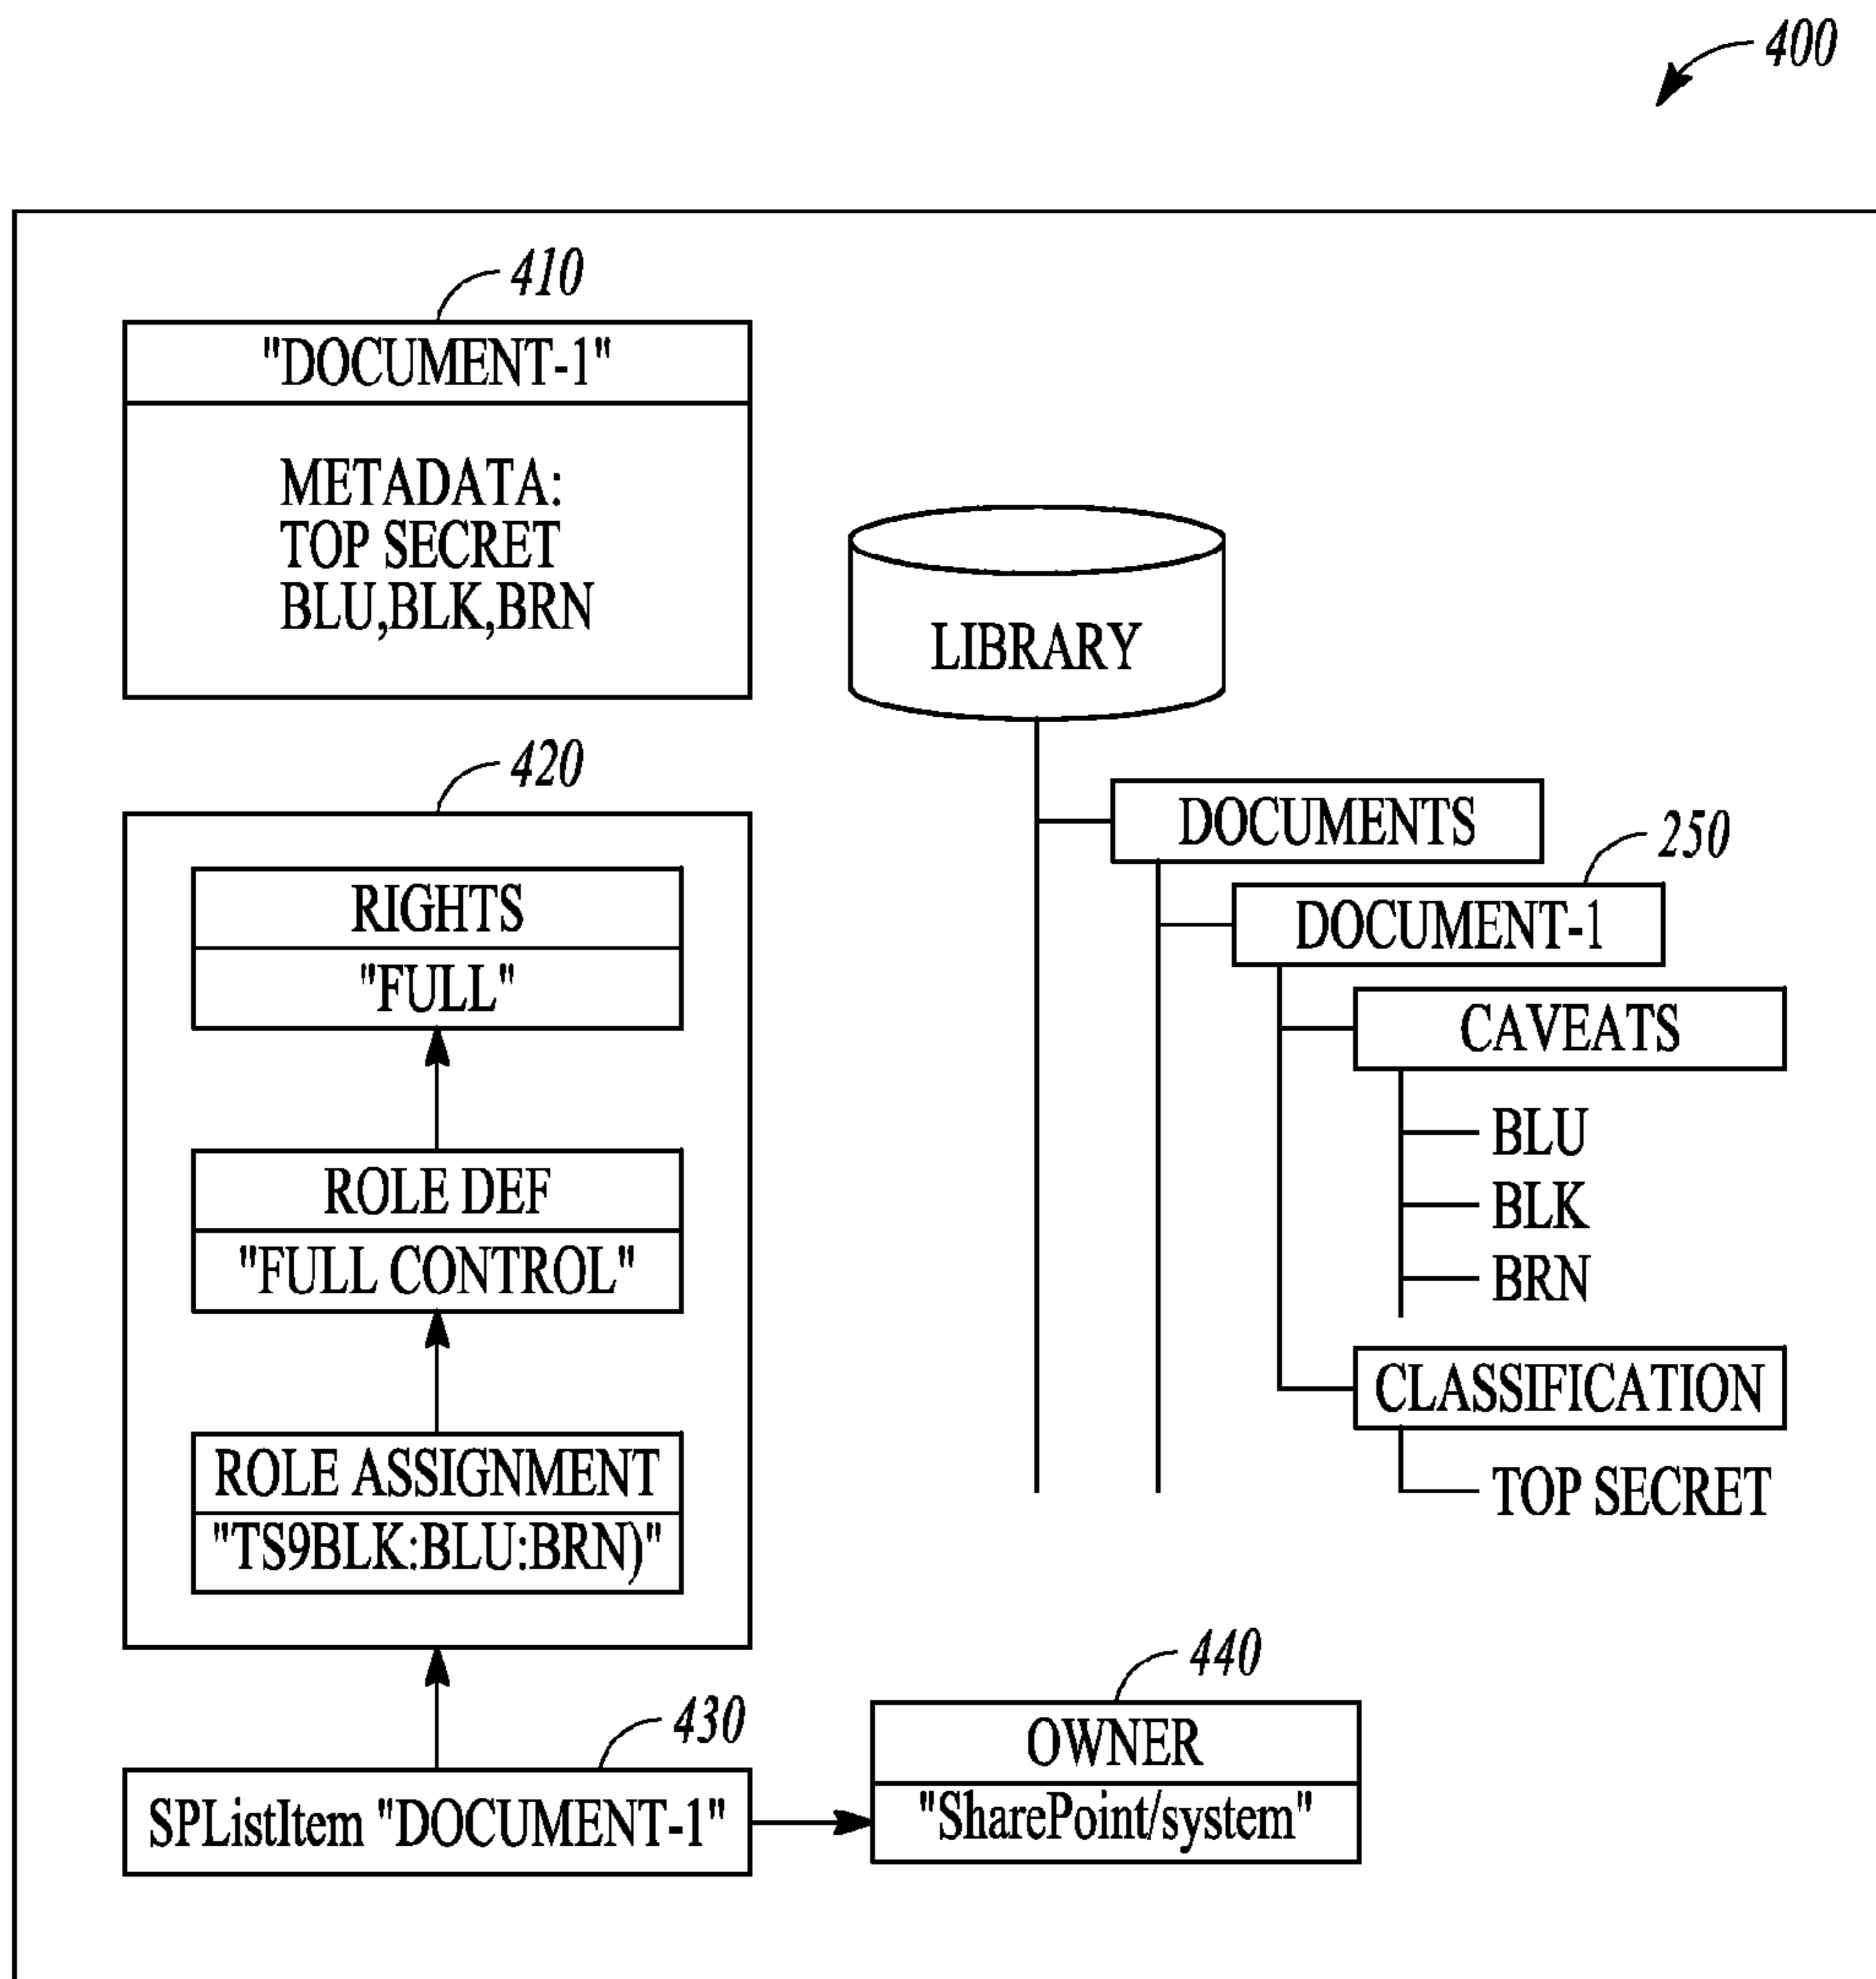 400
410
"DOCUMENT-1"
METADATA:
TOP SECRET
BLU,BLK,BRN
420
RIGHTS
"FULL"
ROLE DEF
"FULL CONTROL"
ROLE ASSIGNMENT
"TS9BLK:BLU:BRN)"
430
SPListItem "DOCUMENT-1"
LIBRARY
DOCUMENTS
250
DOCUMENT-1
CAVEATS
BLU
BLK
BRN
CLASSIFICATION
TOP SECRET
440
OWNER
"SharePoint/system"